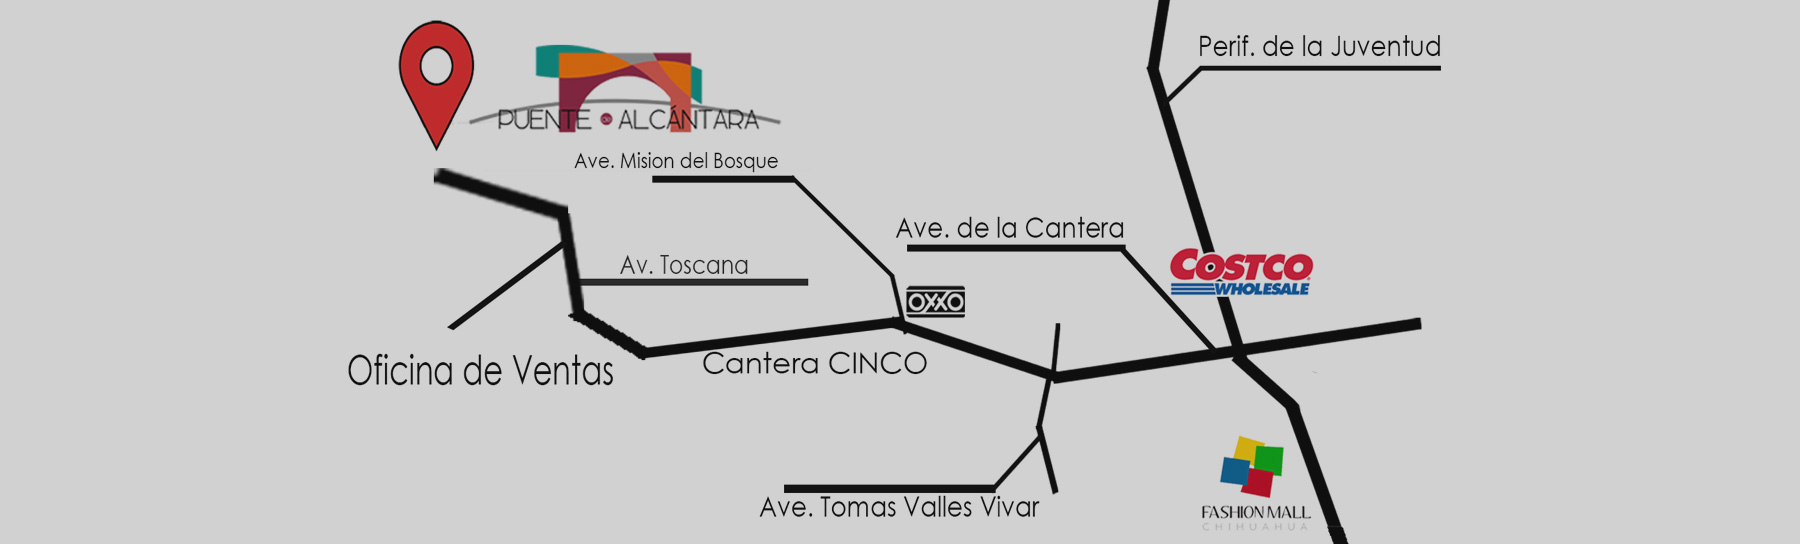 Perif. de la Juventud
PUENTE DE ALCÁNTARA
Ave. Mision del Bosque
Ave. de la Cantera
Av. Toscana
COSTCO
WHOLESALE
OXXO
Oficina de Ventas
Cantera CINCO
Ave. Tomas Valles Vivar
FASHION MALL
CHIHUAHUA